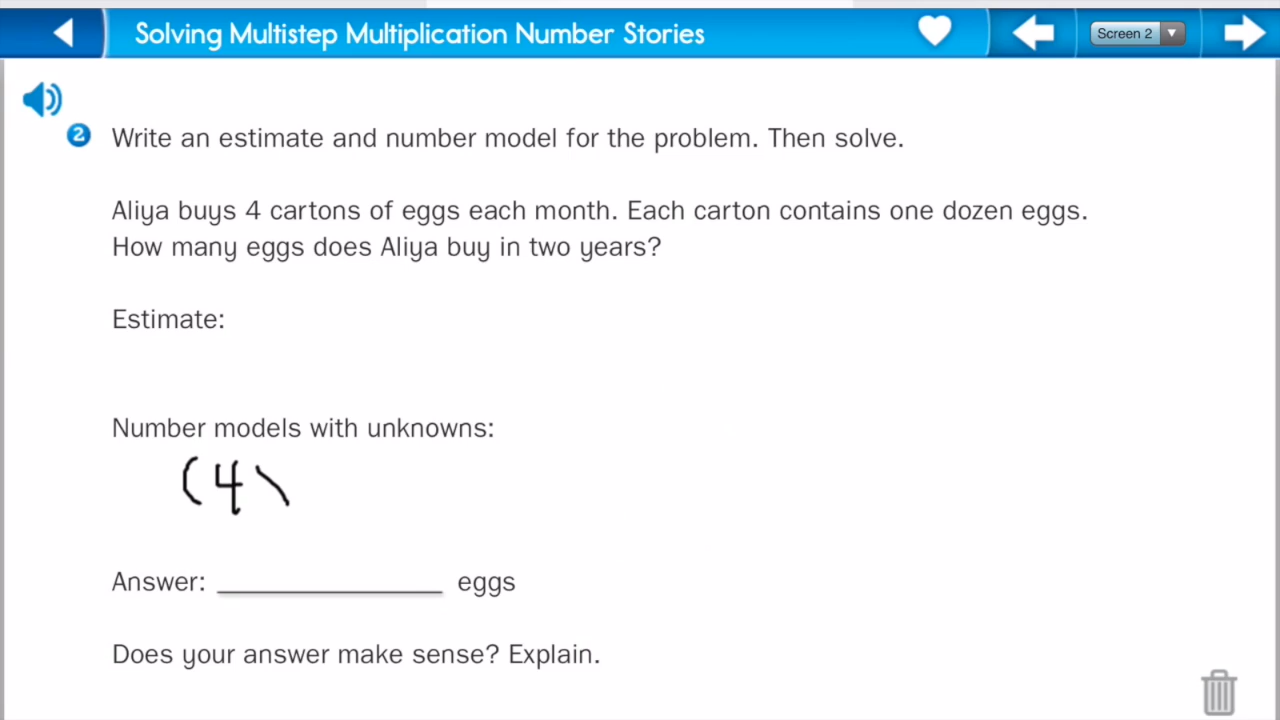 Solving Multistep Multiplication Number Stories
Screen 2
2 Write an estimate and number model for the problem. Then solve.
Aliya buys 4 cartons of eggs each month. Each carton contains one dozen eggs.
How many eggs does Aliya buy in two years?
Estimate:
Number models with unknowns:
(4 \
Answer: ______________ eggs
Does your answer make sense? Explain.